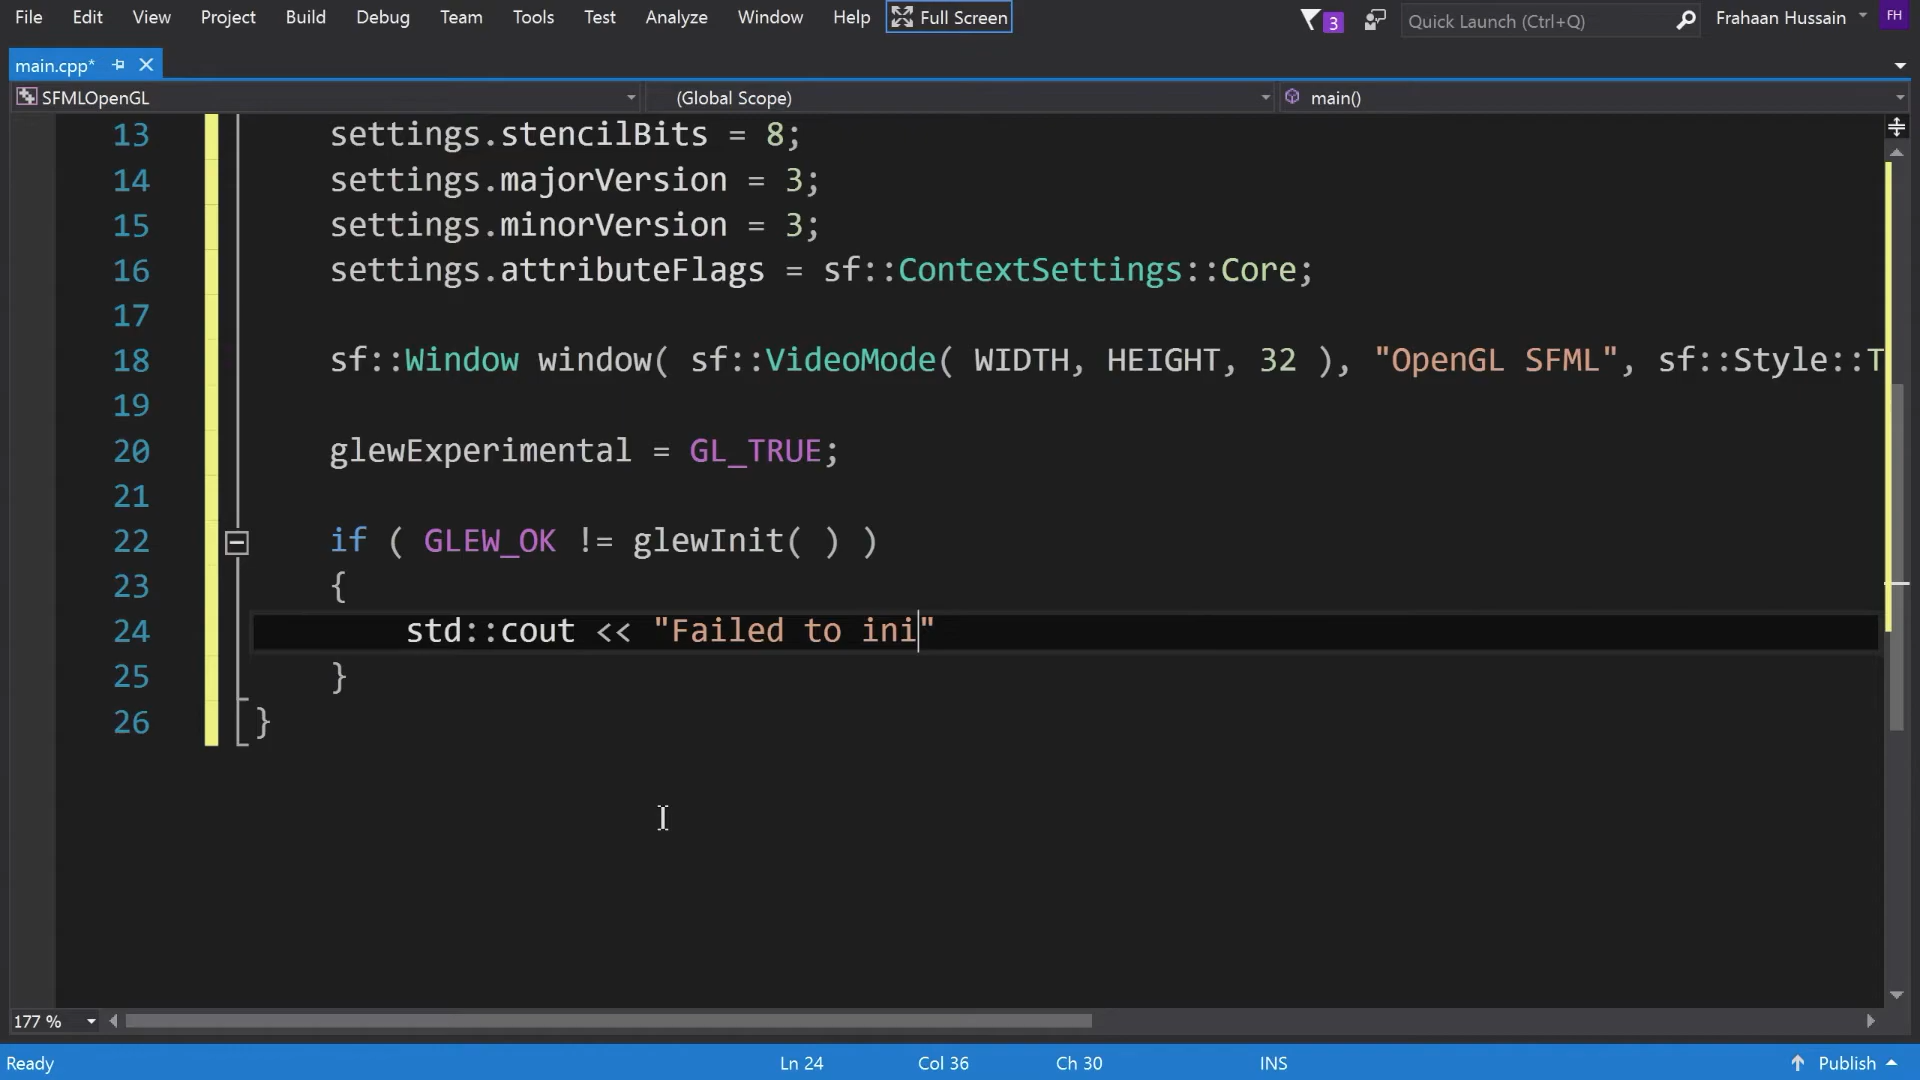 File Edit View Project Build Debug Team Tools Test Analyze Window Help Full Screen 3 Quick Launch (Ctrl+Q) Frahaan Hussain FH
main.cpp*
SFMLOpenGL (Global Scope) main()
13 settings.stencilBits = 8;
14 settings.majorVersion = 3;
15 settings.minorVersion = 3;
16 settings.attributeFlags = sf::ContextSettings::Core;
17
18 sf::Window window( sf::VideoMode( WIDTH, HEIGHT, 32 ), "OpenGL SFML", sf::Style::T
19
20 glewExperimental = GL_TRUE;
21
22 if ( GLEW_OK != glewInit( ) )
23 {
24 std::cout << "Failed to ini"
25 }
26 }
177 %
Ready Ln 24 Col 36 Ch 30 INS Publish